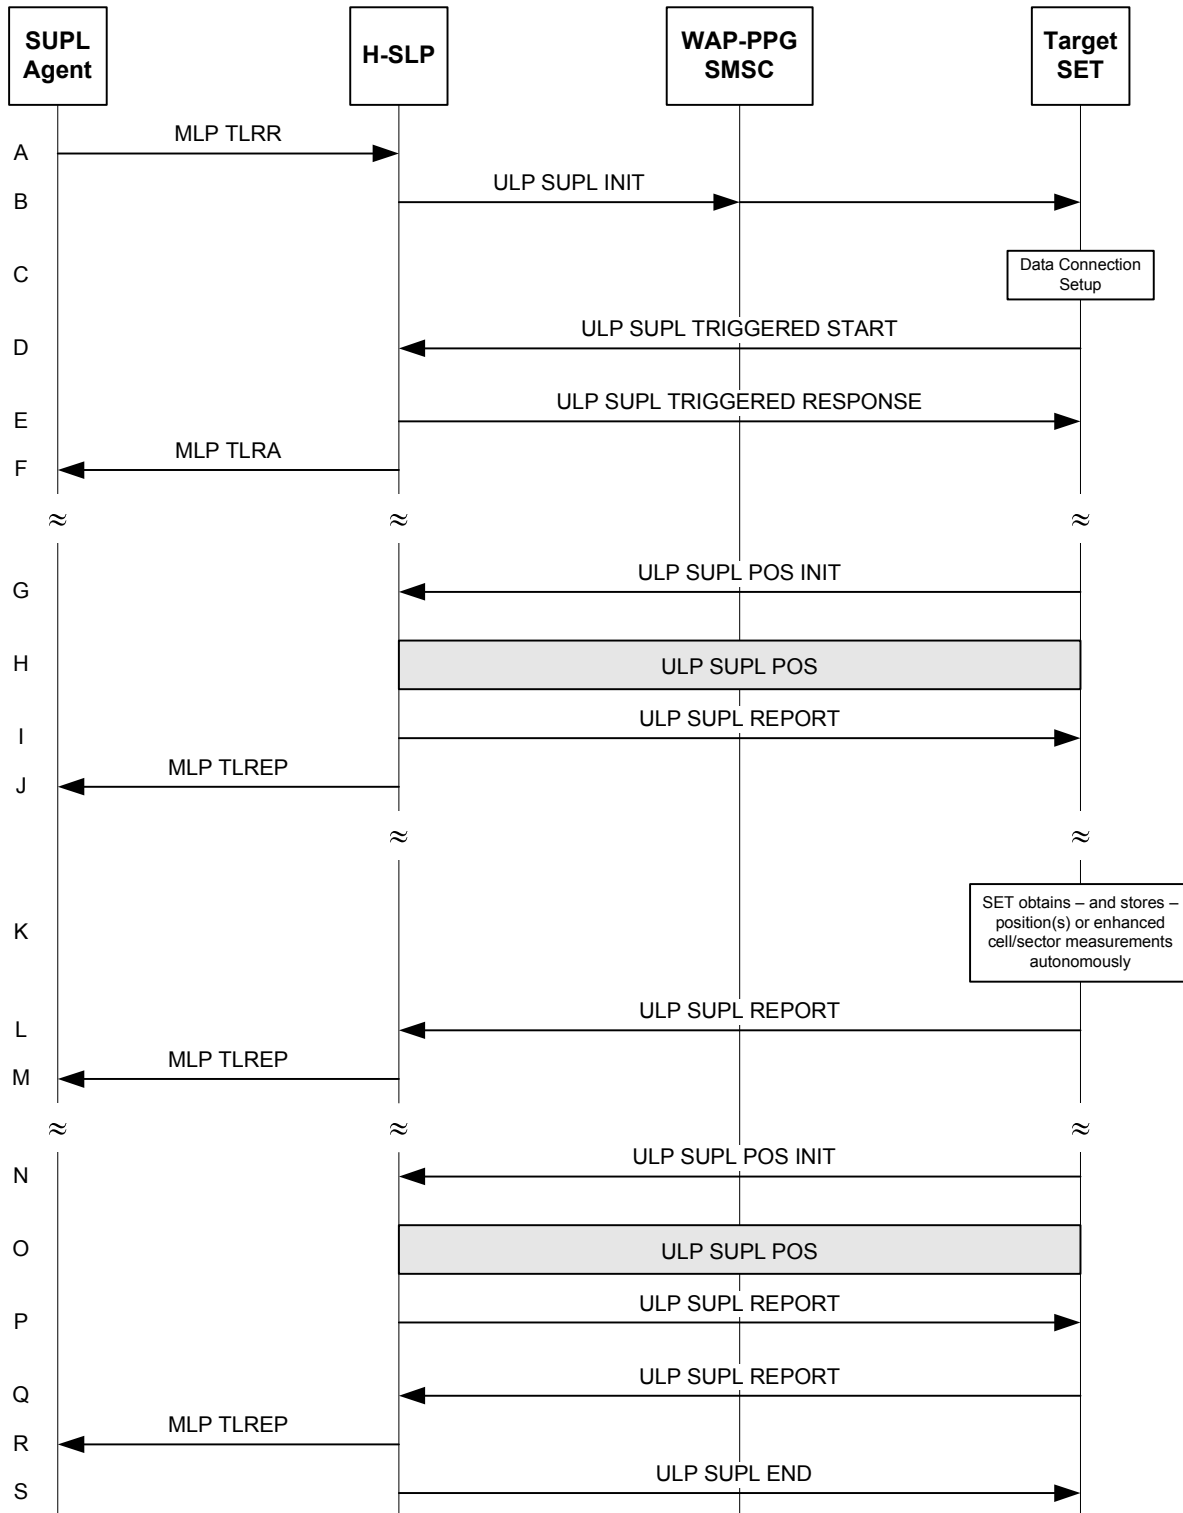 SUPL
Agent
H-SLP
WAP-PPG
SMSC
Target
SET
A
MLP TLRR
B
ULP SUPL INIT
C
Data Connection
Setup
D
ULP SUPL TRIGGERED START
E
ULP SUPL TRIGGERED RESPONSE
F
MLP TLRA
≈ ≈ ≈
G
ULP SUPL POS INIT
H
ULP SUPL POS
I
ULP SUPL REPORT
J
MLP TLREP
≈ ≈
K
SET obtains – and stores –
position(s) or enhanced
cell/sector measurements
autonomously
L
ULP SUPL REPORT
M
MLP TLREP
≈ ≈ ≈
N
ULP SUPL POS INIT
O
ULP SUPL POS
P
ULP SUPL REPORT
Q
ULP SUPL REPORT
R
MLP TLREP
S
ULP SUPL END